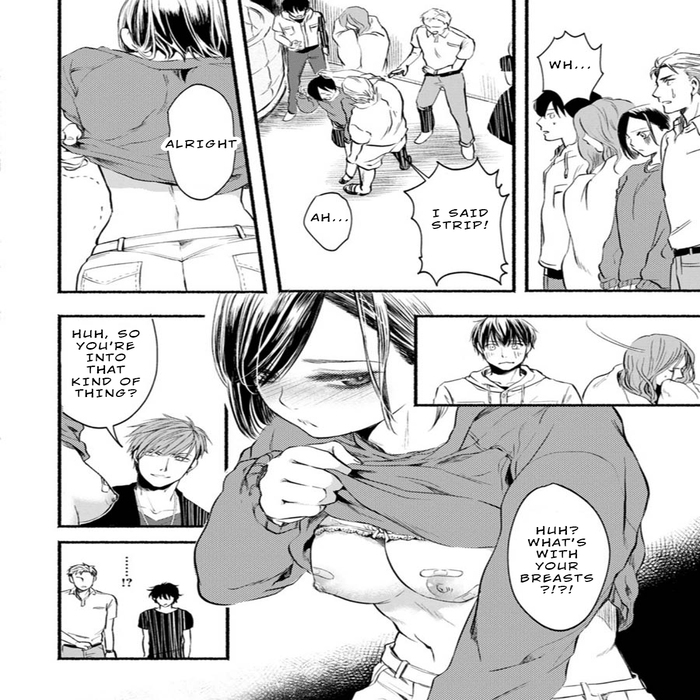 WH...
I SAID
STRIP!
AH...
ALRIGHT
HUH?
WHAT'S
WITH
YOUR
BREASTS
?!?!
HUH, SO
YOU'RE
INTO
THAT
KIND OF
THING?
......
!?